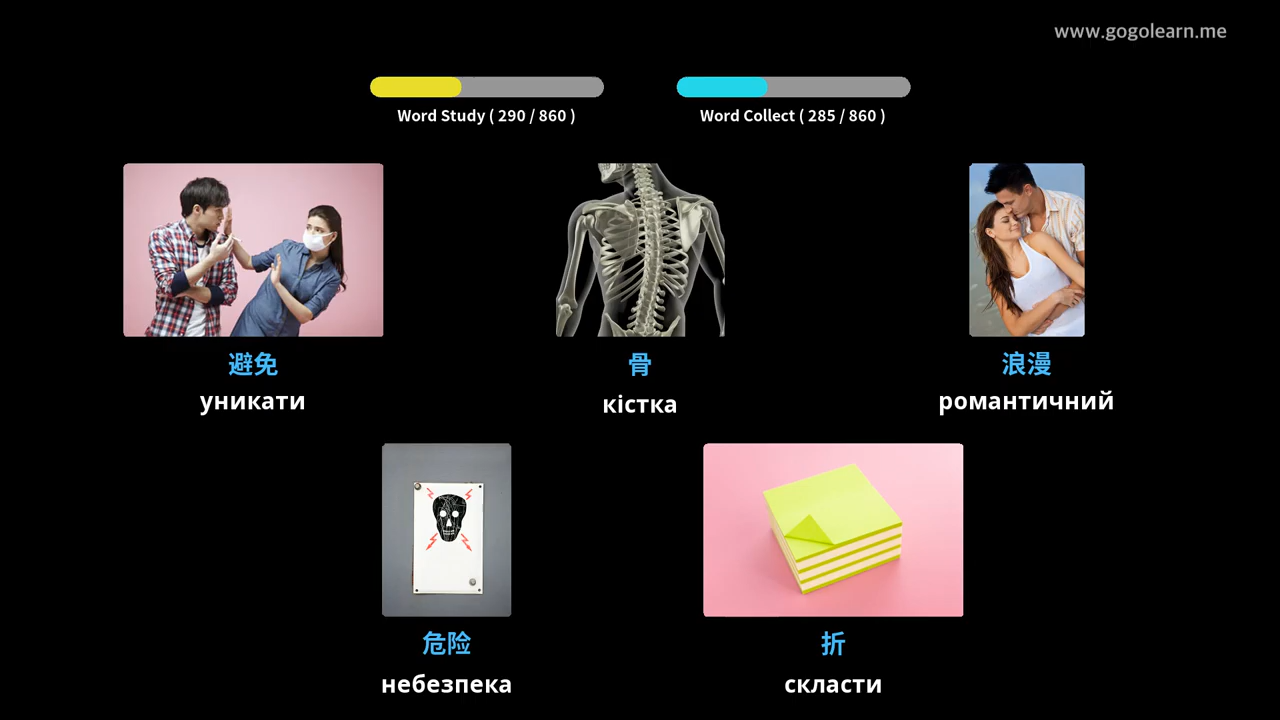 www.gogolearn.me
Word Study ( 290 / 860 )
Word Collect ( 285 / 860 )
避免
骨
浪漫
уникати
кістка
романтичний
危险
折
небезпека
скласти